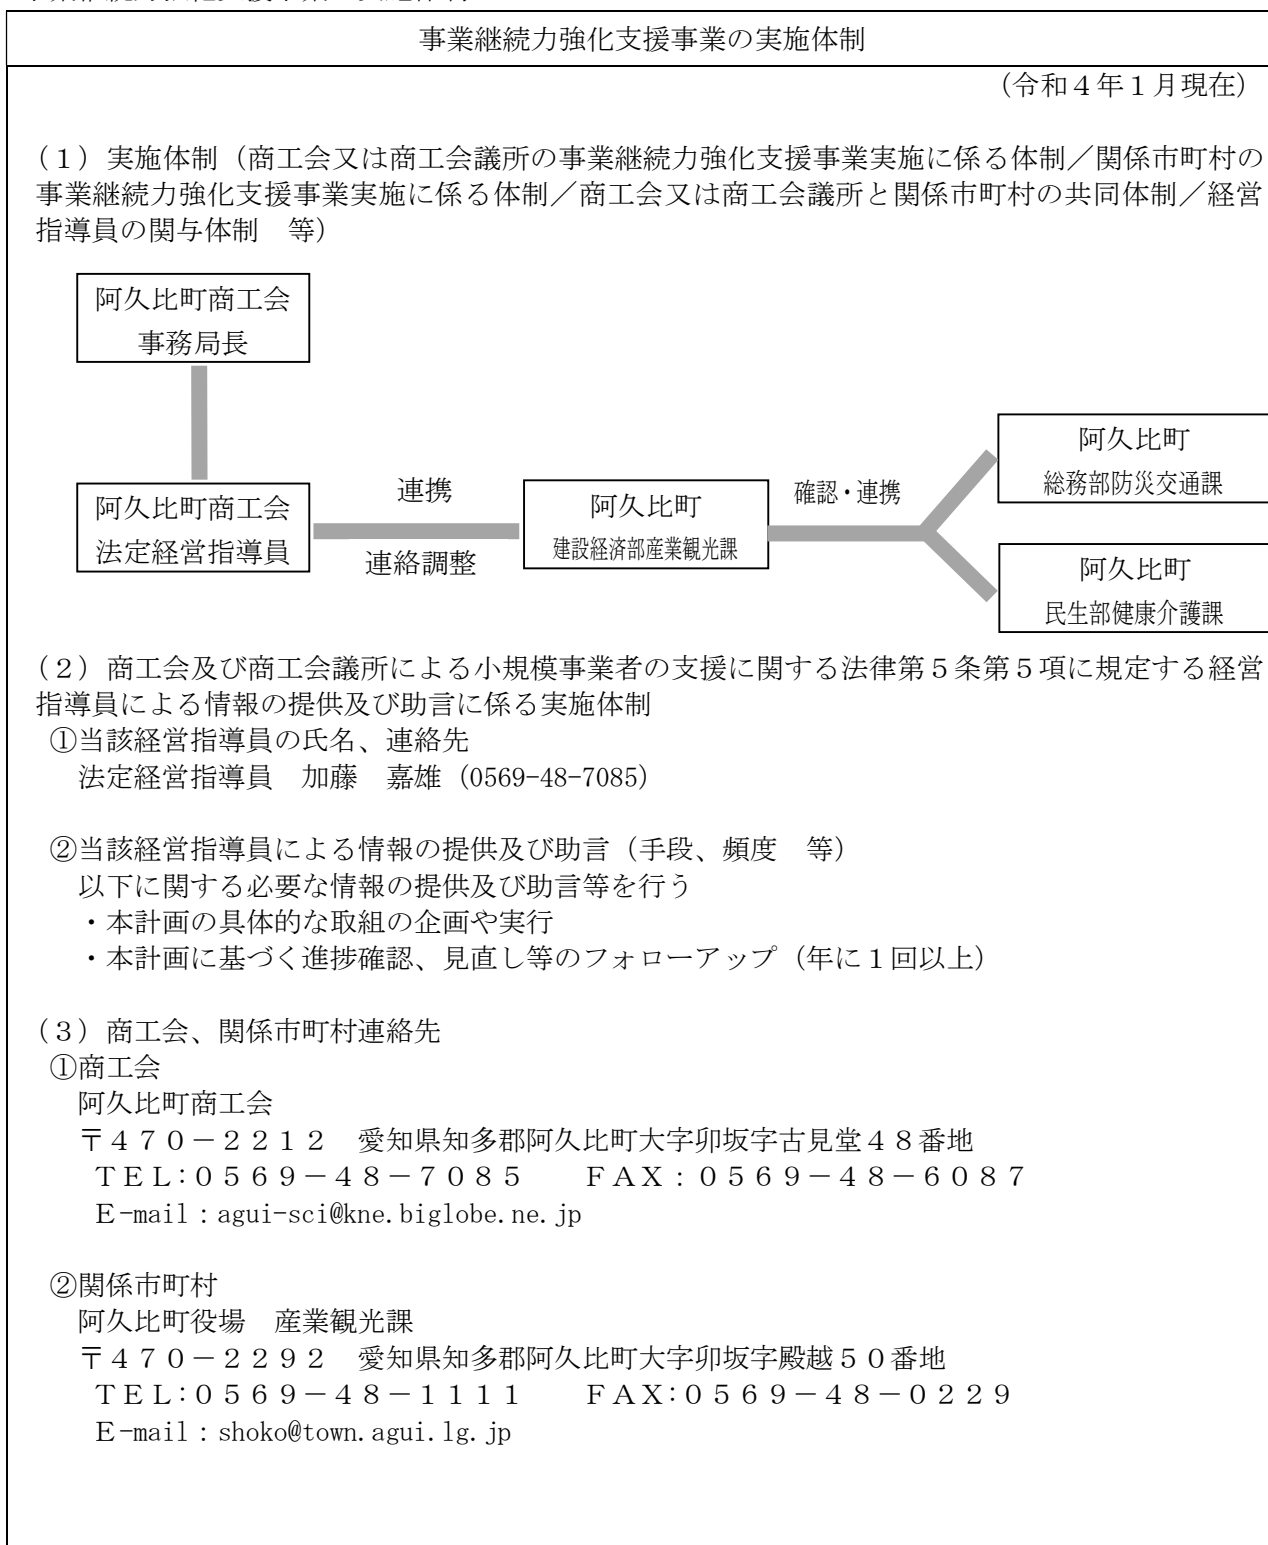 事業継続力強化支援事業の実施体制
（令和４年１月現在）
（１）実施体制（商工会又は商工会議所の事業継続力強化支援事業実施に係る体制／関係市町村の
事業継続力強化支援事業実施に係る体制／商工会又は商工会議所と関係市町村の共同体制／経営
指導員の関与体制　等）
阿久比町商工会
事務局長
阿久比町商工会
法定経営指導員
連携
連絡調整
阿久比町
建設経済部産業観光課
確認・連携
阿久比町
総務部防災交通課
阿久比町
民生部健康介護課
（２）商工会及び商工会議所による小規模事業者の支援に関する法律第５条第５項に規定する経営
指導員による情報の提供及び助言に係る実施体制
①当該経営指導員の氏名、連絡先
法定経営指導員　加藤　嘉雄（0569-48-7085）
②当該経営指導員による情報の提供及び助言（手段、頻度　等）
以下に関する必要な情報の提供及び助言等を行う
・本計画の具体的な取組の企画や実行
・本計画に基づく進捗確認、見直し等のフォローアップ（年に１回以上）
（３）商工会、関係市町村連絡先
①商工会
阿久比町商工会
〒４７０－２２１２　愛知県知多郡阿久比町大字卯坂字古見堂４８番地
ＴＥＬ：０５６９－４８－７０８５　　ＦＡＸ：０５６９－４８－６０８７
Ｅ-mail：agui-sci@kne.biglobe.ne.jp
②関係市町村
阿久比町役場　産業観光課
〒４７０－２２９２　愛知県知多郡阿久比町大字卯坂字殿越５０番地
ＴＥＬ：０５６９－４８－１１１１　　ＦＡＸ：０５６９－４８－０２２９
Ｅ-mail：shoko@town.agui.lg.jp